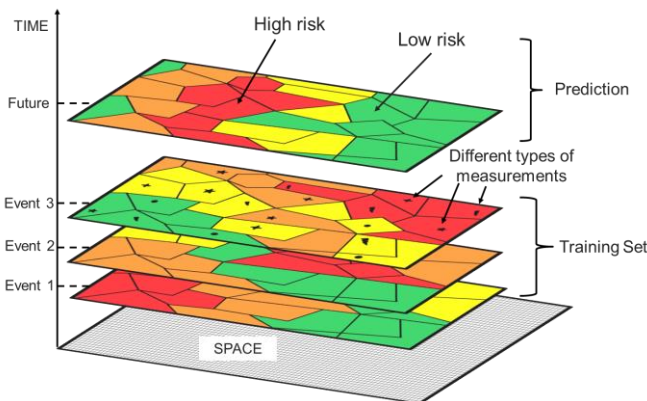 TIME
High risk
Low risk
Prediction
Future
Different types of
measurements
Event 3
Event 2
Training Set
Event 1
SPACE